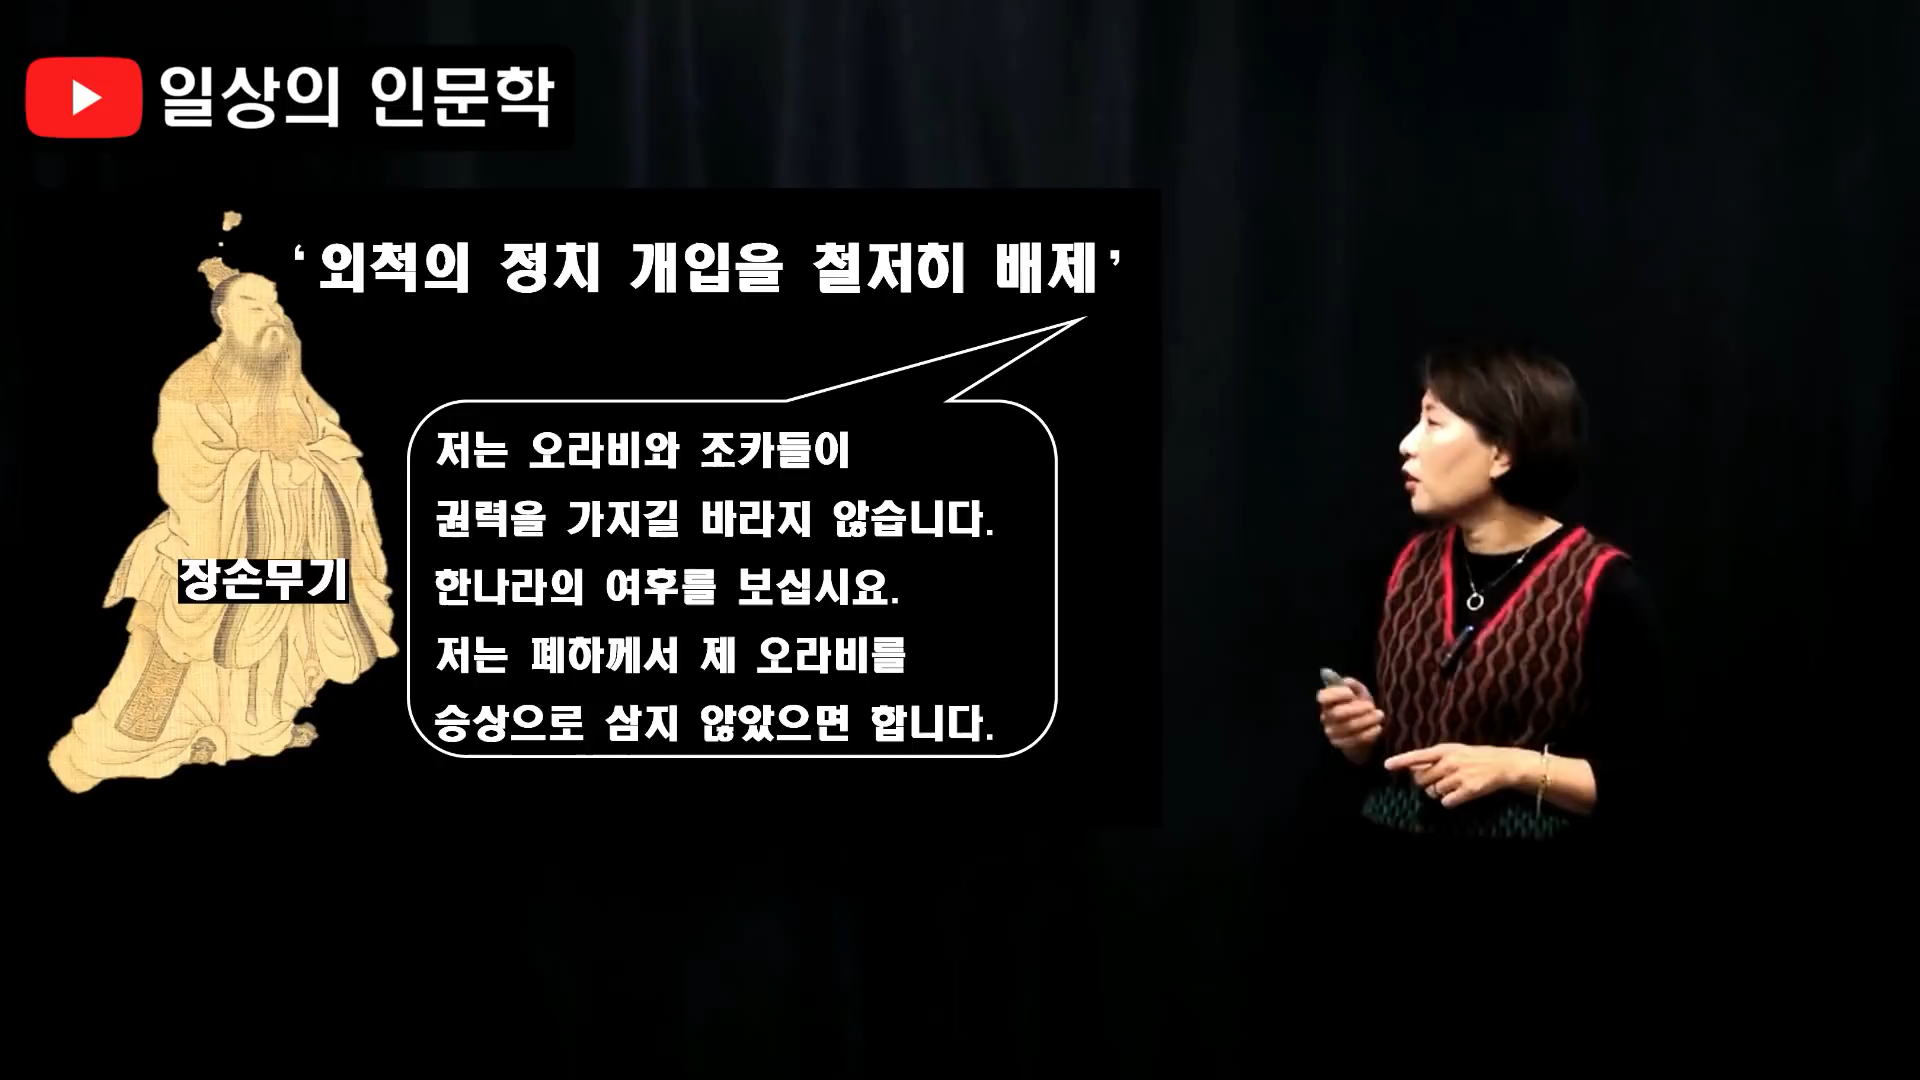 일상의 인문학
‘외척의 정치 개입을 철저히 배제’
저는 오라비와 조카들이
권력을 가지길 바라지 않습니다.
한나라의 여후를 보십시요.
저는 폐하께서 제 오라비를
승상으로 삼지 않았으면 합니다.
장손무기